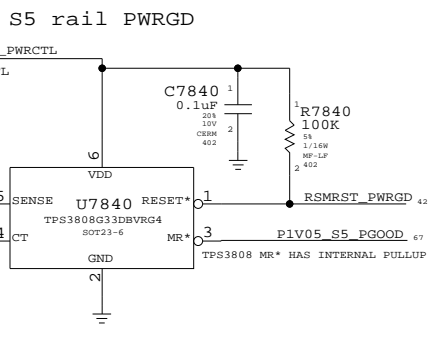 S5 rail PWRGD
_PWRCTL
L
C7840 1
0.1uF
20%
10V
CERM 2
402
1 R7840
100K
5%
1/16W
MF-LF
2 402
6
VDD
5 SENSE U7840 RESET* 1 RSMRST_PWRGD 42
TPS3808G33DBVRG4
SOT23-6
4 CT MR* 3 P1V05_S5_PGOOD 67
GND TPS3808 MR* HAS INTERNAL PULLUP
2